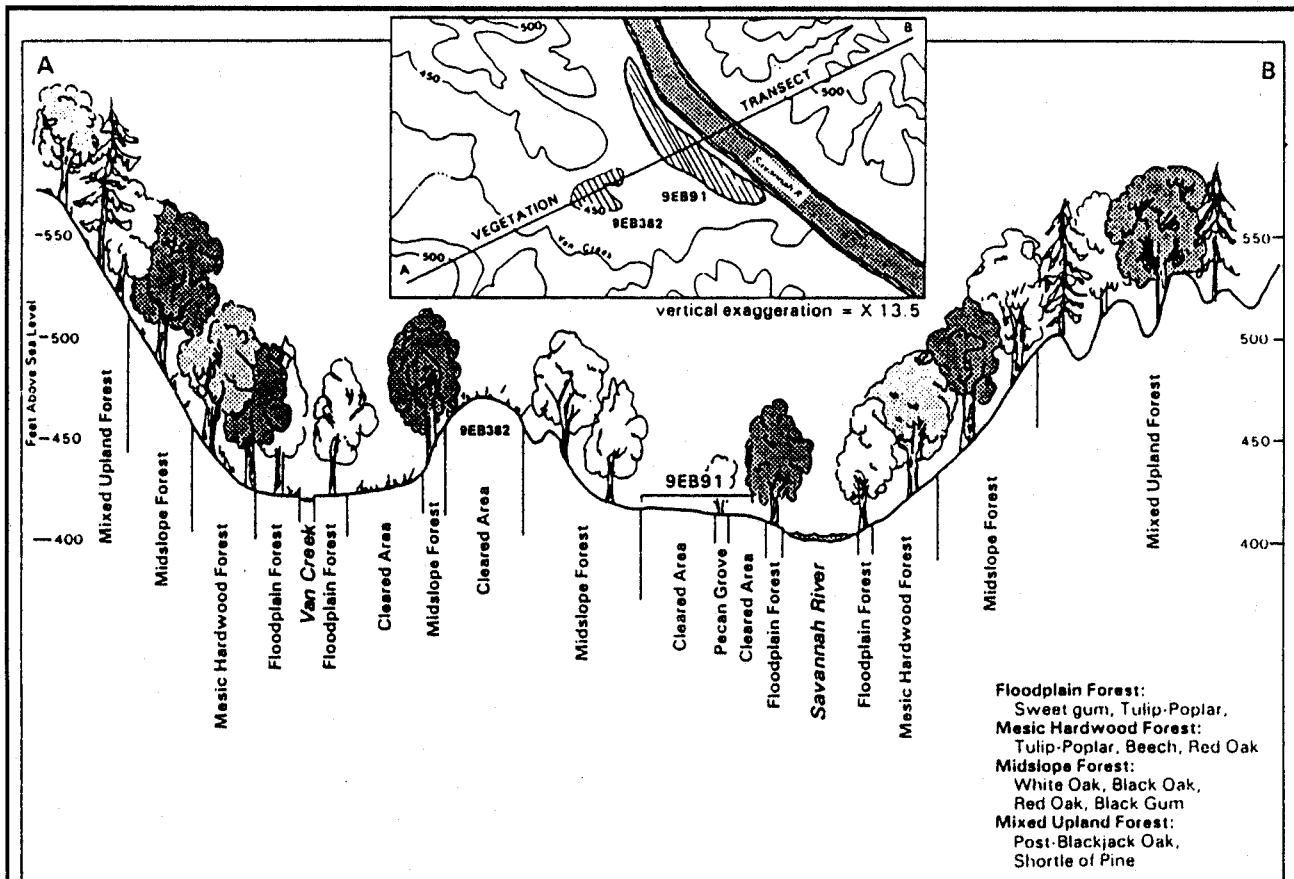 A
B
500
B
450
TRANSECT
500
Savannah R
VEGETATION
9EB91
450
9EB382
Van Creek
500
A
vertical exaggeration = X 13.5
Feet Above Sea Level
550
500
450
400
550
500
450
400
9EB382
9EB91
Mixed Upland Forest
Midslope Forest
Mesic Hardwood Forest
Floodplain Forest
Van Creek
Floodplain Forest
Cleared Area
Midslope Forest
Cleared Area
Midslope Forest
Cleared Area
Pecan Grove
Cleared Area
Floodplain Forest
Savannah River
Floodplain Forest
Mesic Hardwood Forest
Midslope Forest
Mixed Upland Forest
Floodplain Forest:
Sweet gum, Tulip-Poplar,
Mesic Hardwood Forest:
Tulip-Poplar, Beech, Red Oak
Midslope Forest:
White Oak, Black Oak,
Red Oak, Black Gum
Mixed Upland Forest:
Post-Blackjack Oak,
Shortle of Pine